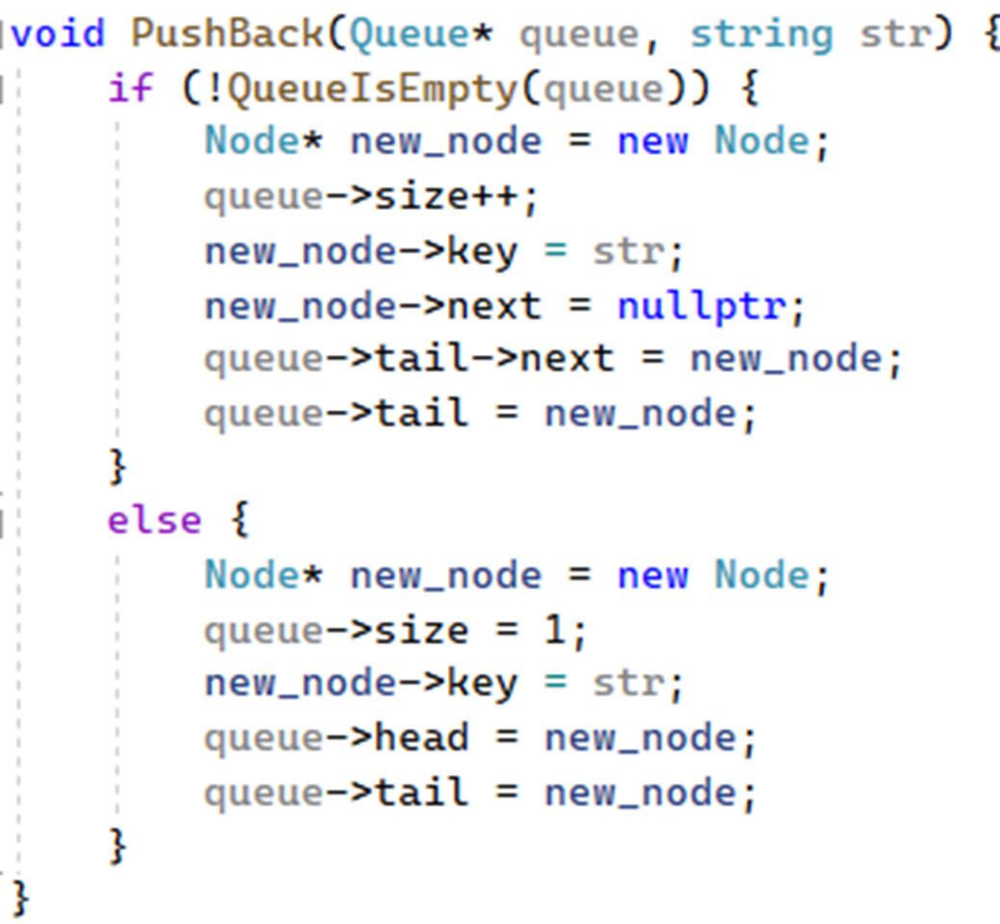 void PushBack(Queue* queue, string str) {
    if (!QueueIsEmpty(queue)) {
        Node* new_node = new Node;
        queue->size++;
        new_node->key = str;
        new_node->next = nullptr;
        queue->tail->next = new_node;
        queue->tail = new_node;
    }
    else {
        Node* new_node = new Node;
        queue->size = 1;
        new_node->key = str;
        queue->head = new_node;
        queue->tail = new_node;
    }
}